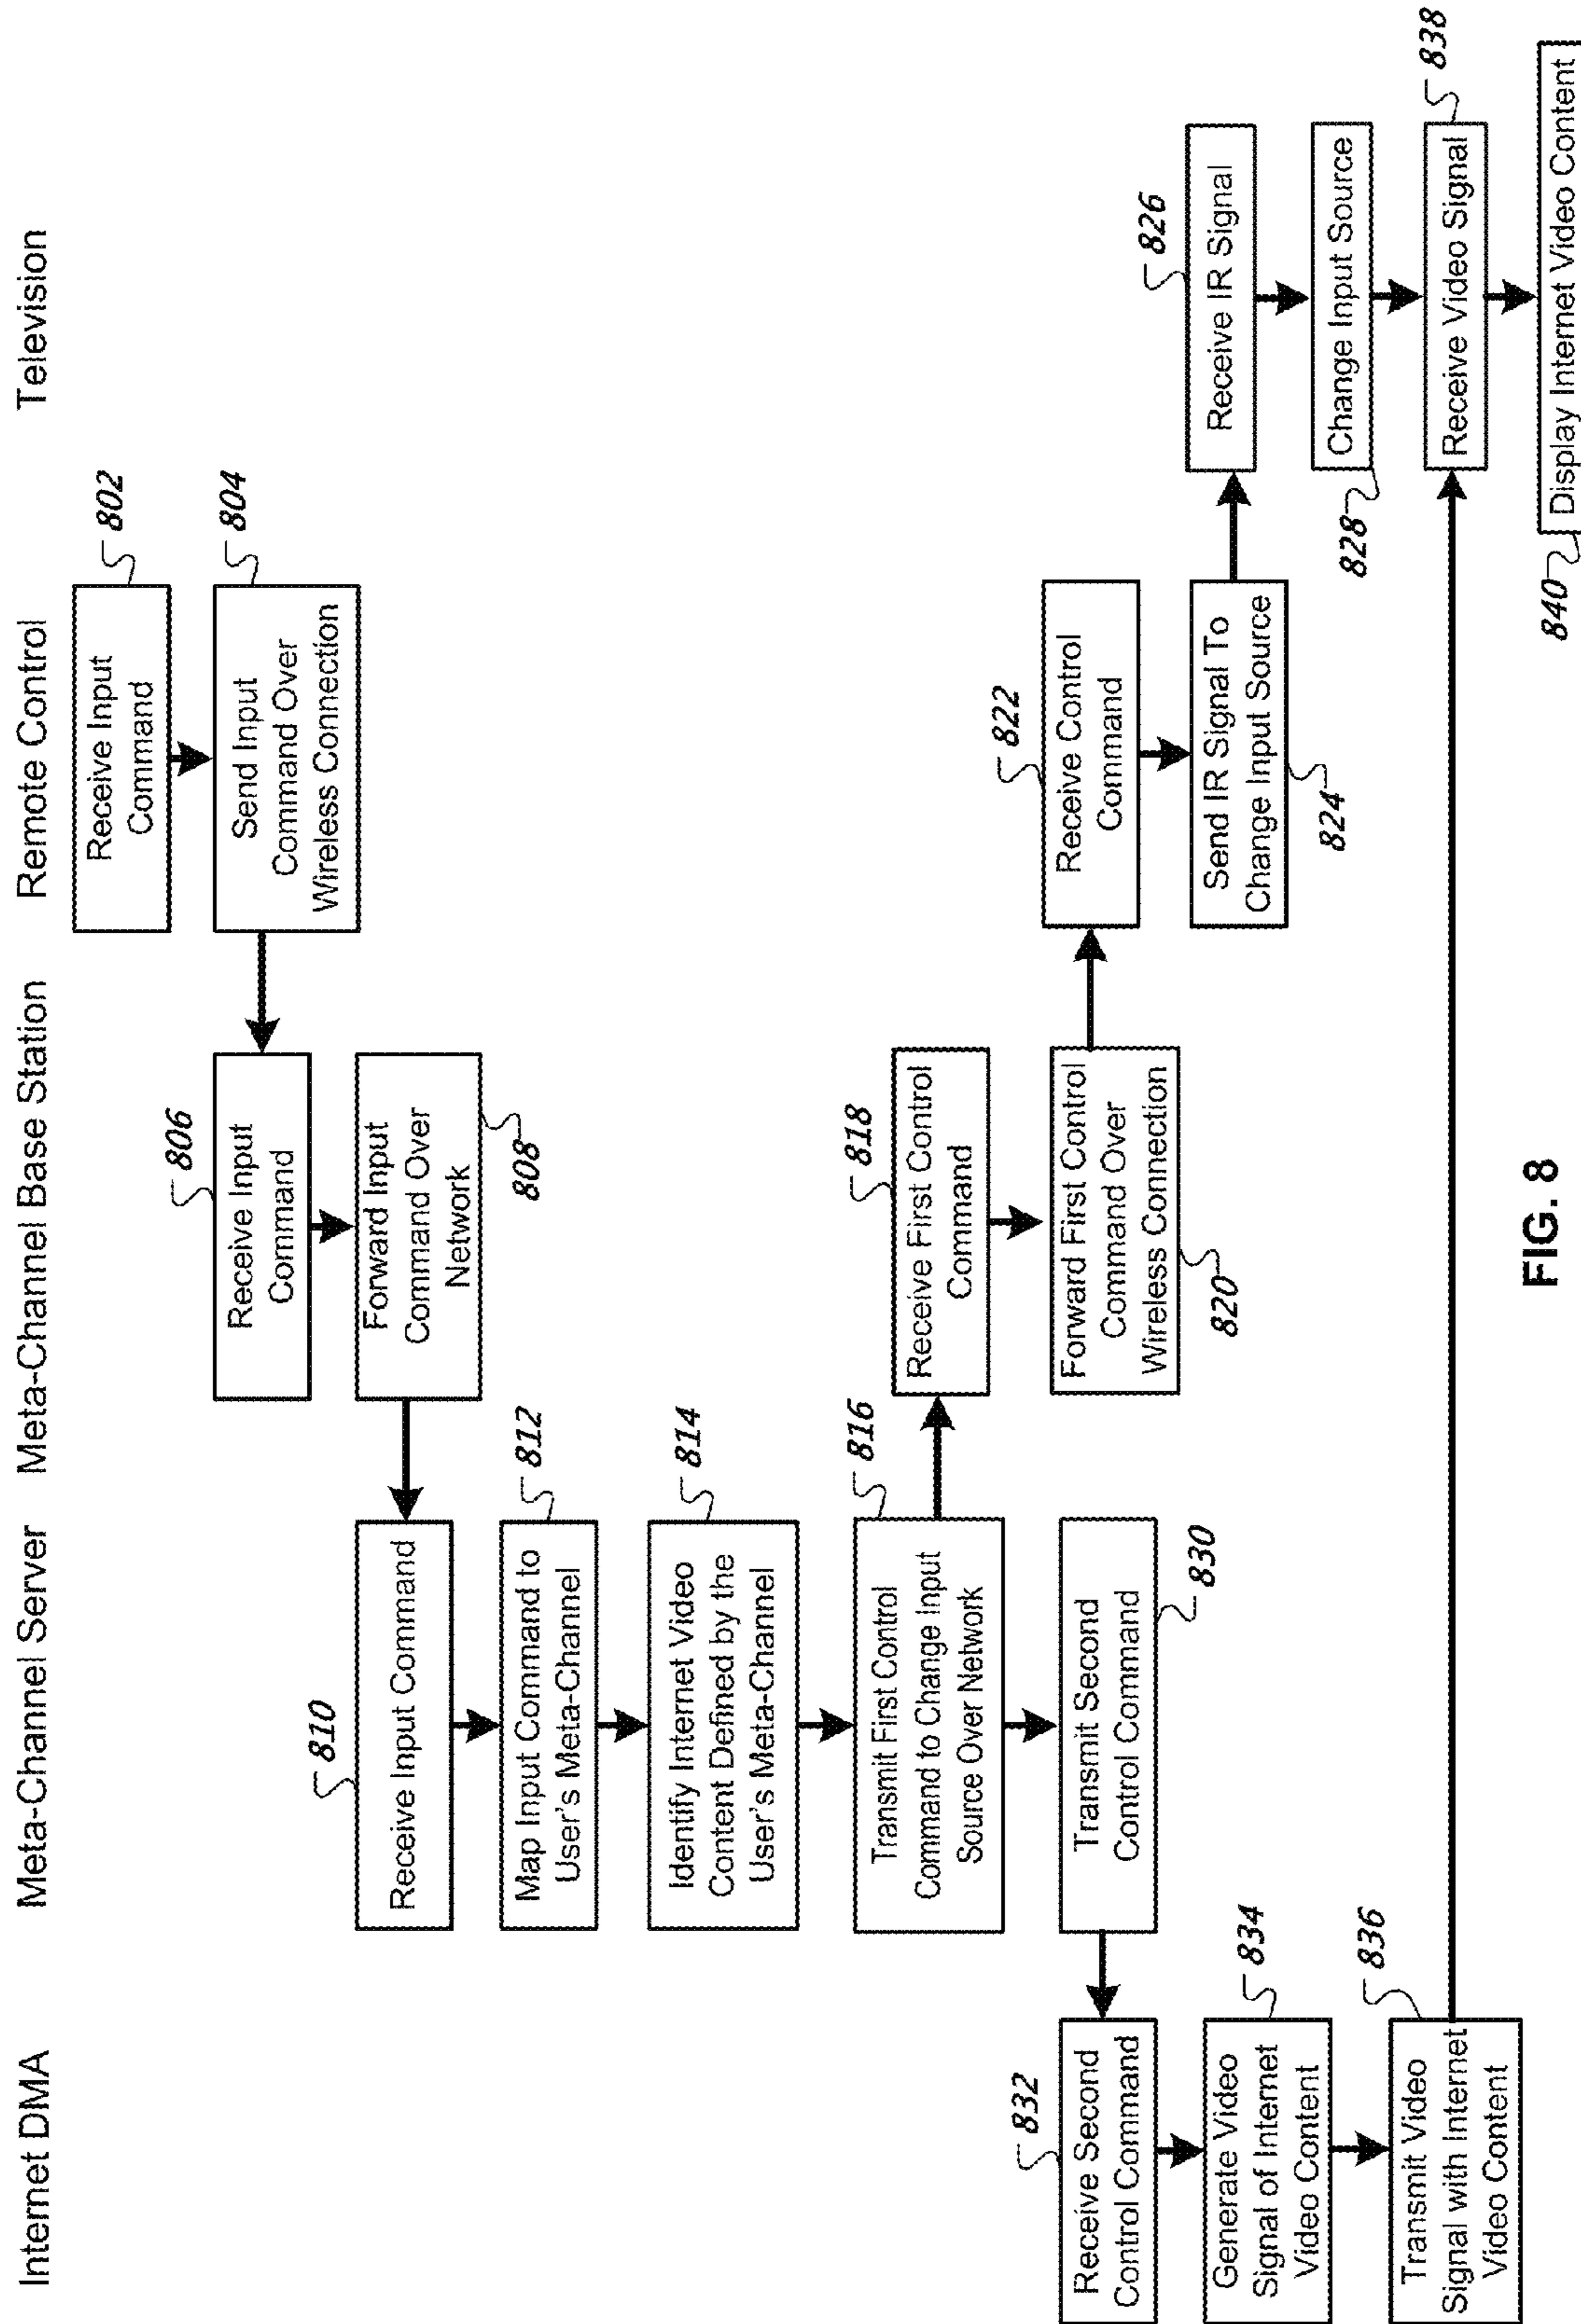 Internet DMA
Meta-Channel Server
Meta-Channel Base Station
Remote Control
Television
802
Receive Input
Command
804
Send Input
Command Over
Wireless Connection
806
Receive Input
Command
Forward Input
Command Over
Network
808
810
Receive Input Command
812
Map Input Command to
User's Meta-Channel
814
Identify Internet Video
Content Defined by the
User's Meta-Channel
816
Transmit First Control
Command to Change Input
Source Over Network
818
Receive First Control
Command
Forward First Control
Command Over
Wireless Connection
820
822
Receive Control
Command
Send IR Signal To
Change Input Source
824
826
Receive IR Signal
Change Input Source
828
Transmit Second
Control Command
830
832
Receive Second
Control Command
834
Generate Video
Signal of Internet
Video Content
836
Transmit Video
Signal with Internet
Video Content
838
Receive Video Signal
840
Display Internet Video Content
FIG. 8